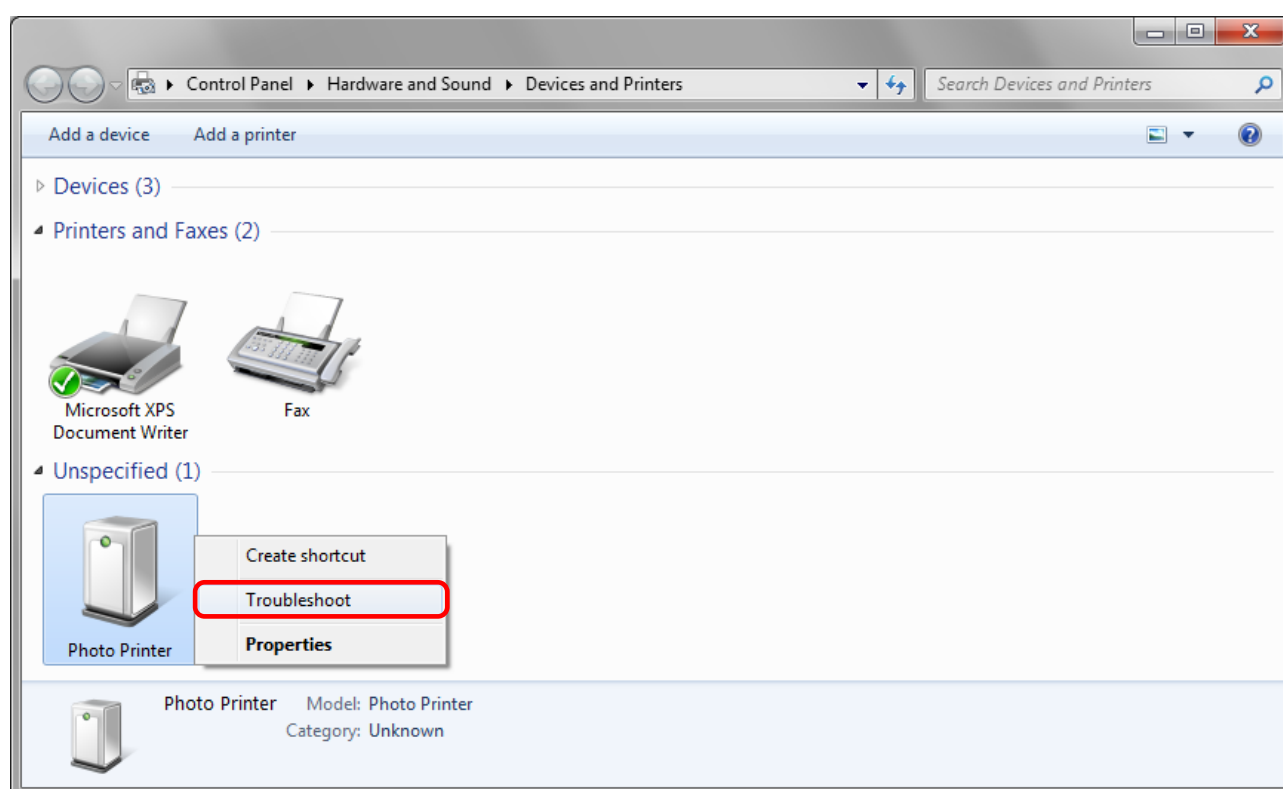 Control Panel Hardware and Sound Devices and Printers Search Devices and Printers
Add a device Add a printer
Devices (3)
Printers and Faxes (2)
Microsoft XPS Document Writer
Fax
Unspecified (1)
Photo Printer
Create shortcut
Troubleshoot
Properties
Photo Printer Model: Photo Printer
Category: Unknown